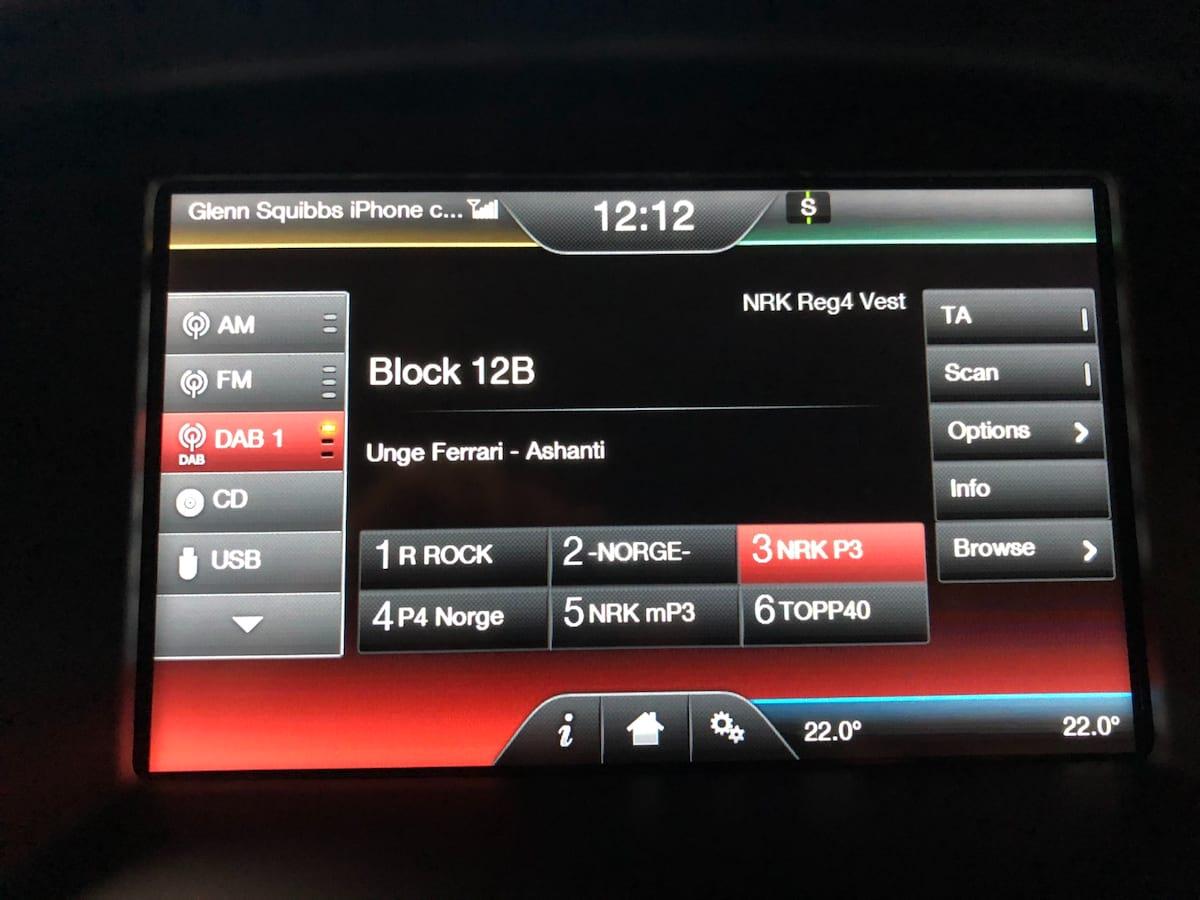 Glenn Squibbs iPhone c...
12:12
S
NRK Reg4 Vest
AM
FM
DAB 1
DAB
CD
USB
Block 12B
Unge Ferrari - Ashanti
1 R ROCK
2 -NORGE-
3 NRK P3
4 P4 Norge
5 NRK mP3
6 TOPP40
TA
Scan
Options
Info
Browse
i
22.0º
22.0º